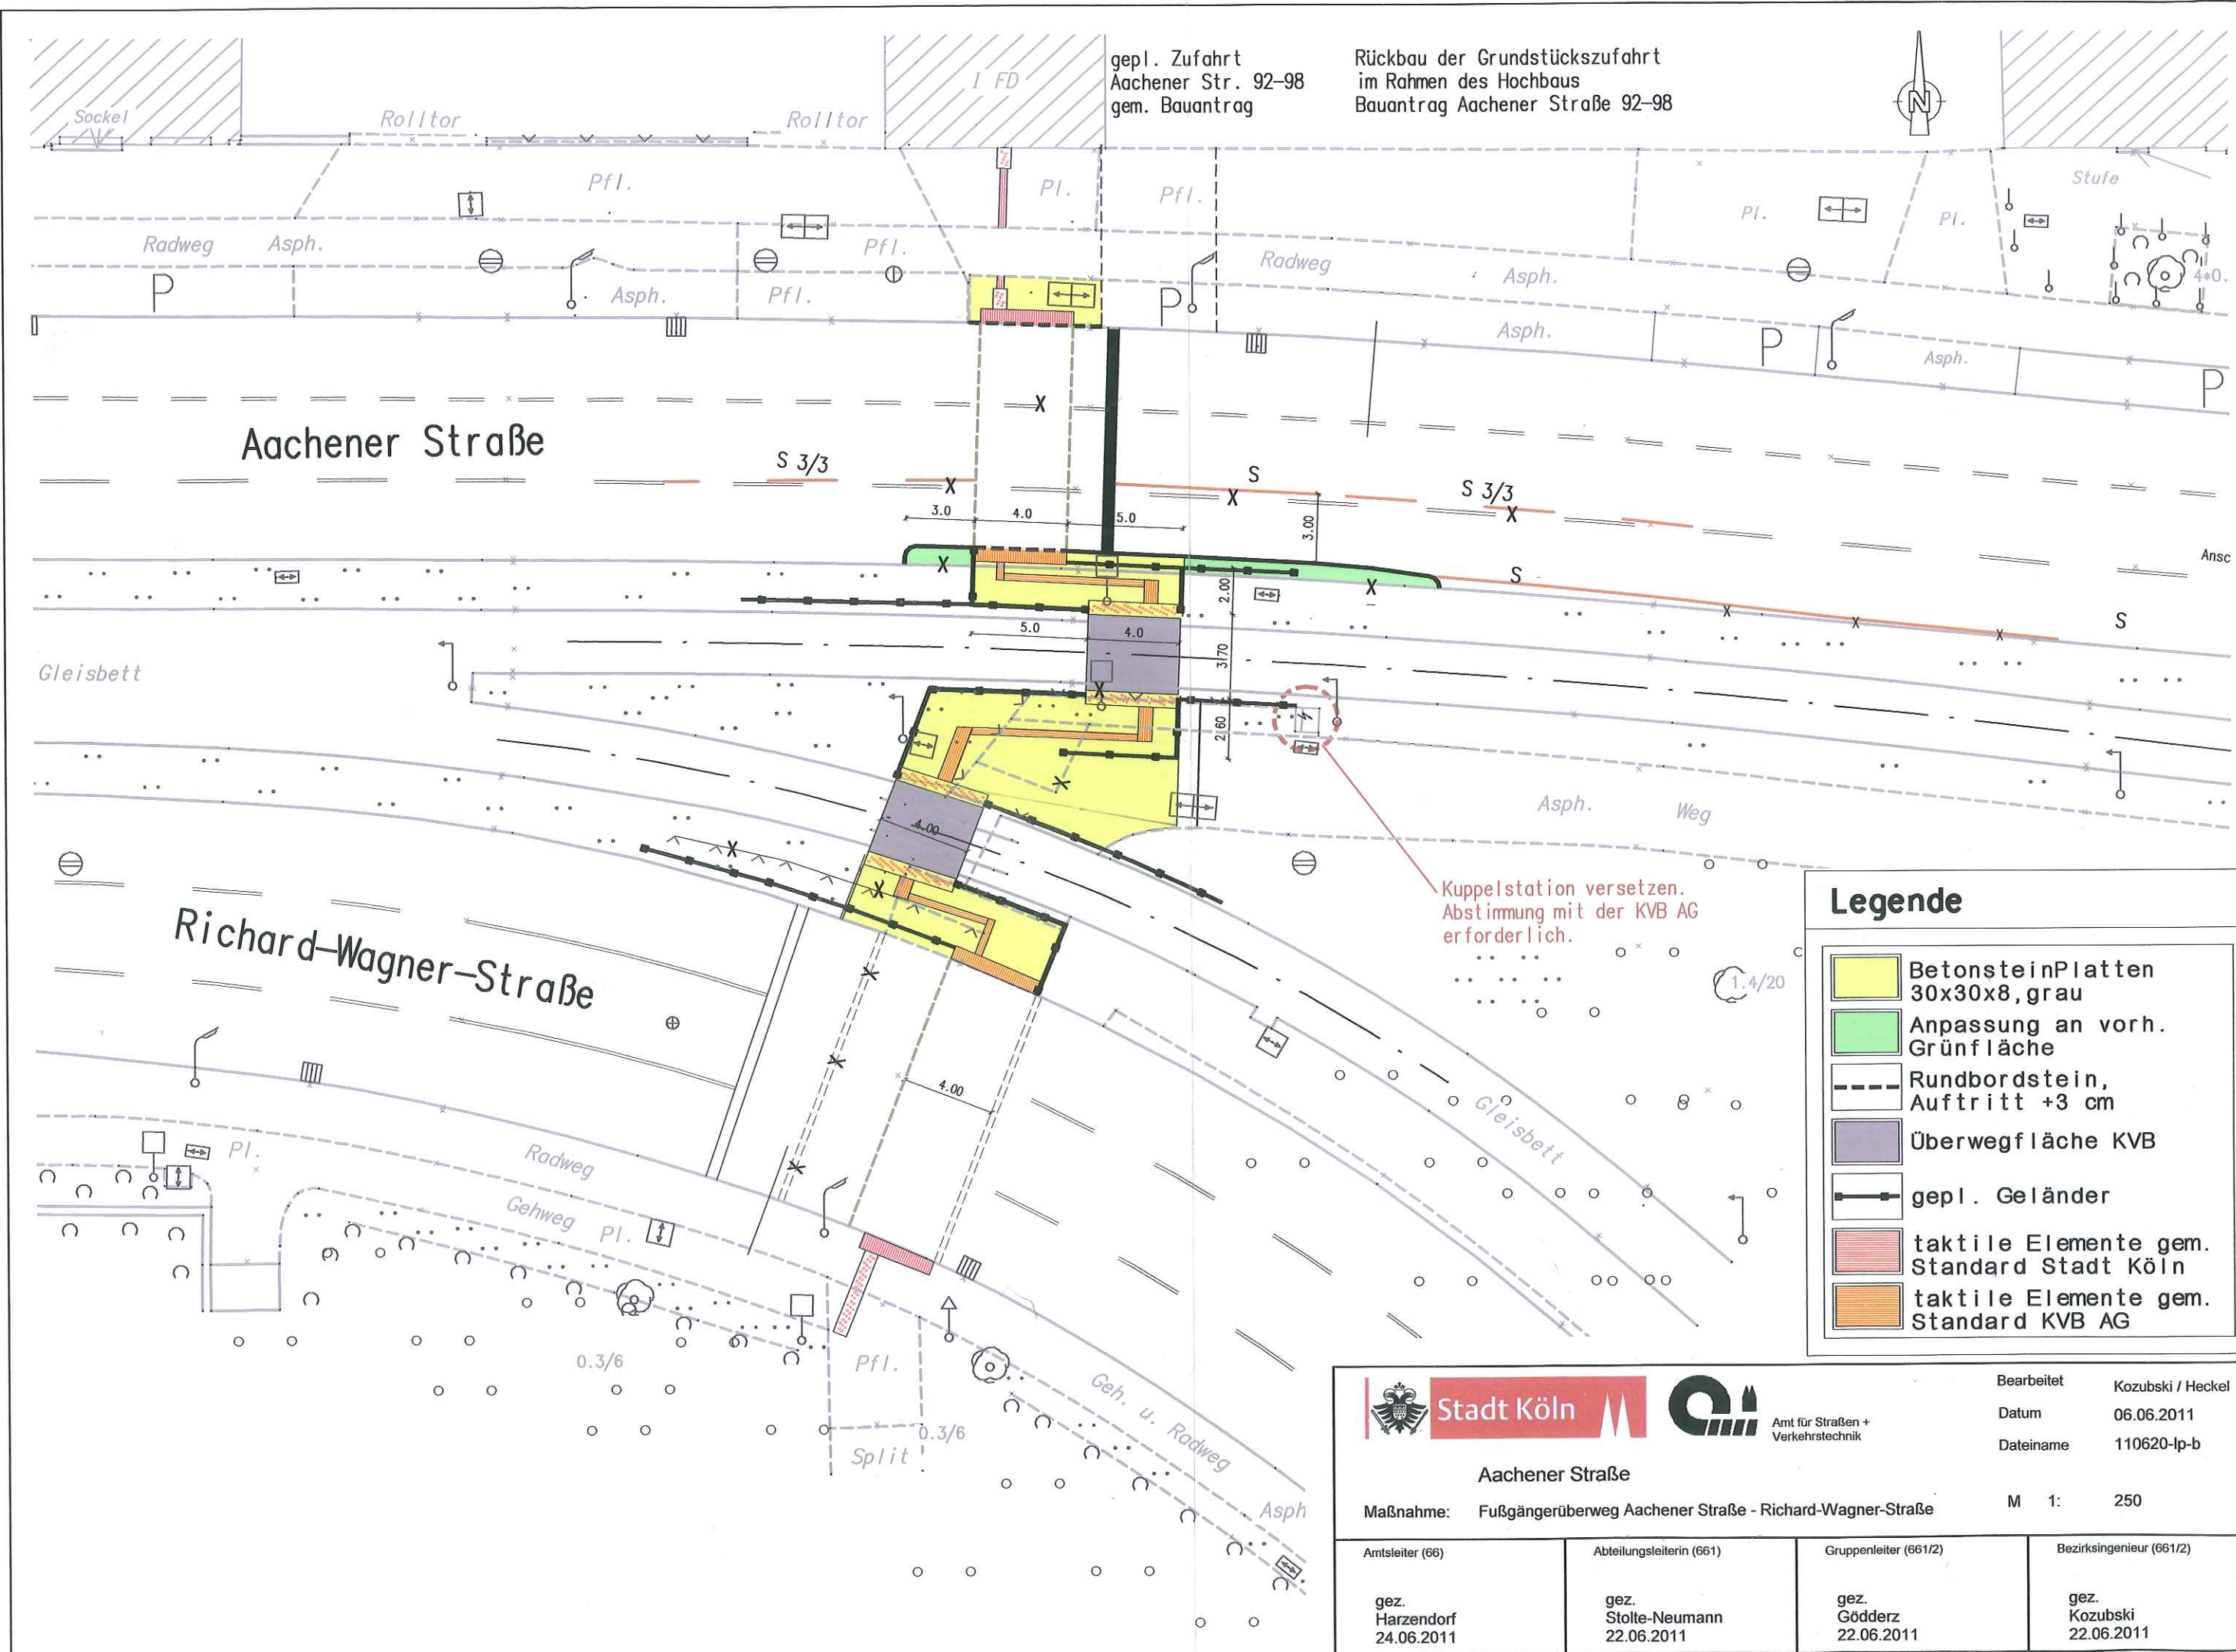 gepl. Zufahrt
Aachener Str. 92-98
gem. Bauantrag
Rückbau der Grundstückszufahrt
im Rahmen des Hochbaus
Bauantrag Aachener Straße 92-98
N
I FD
Sockel
Rolltor
Rolltor
Stufe
Pfl.
Pl.
Pfl.
Pl.
Pl.
Radweg
Asph.
Pfl.
Radweg
Asph.
P
Asph.
Pfl.
P
Asph.
P
Asph.
P
4*0.
Aachener Straße
X
S 3/3
X
S
X
S 3/3
X
3.0
4.0
5.0
3.00
Ansc
X
X
S
X
X
X
S
2.00
5.0
4.0
3.70
X
2.60
X
Gleisbett
Asph.
Weg
4.00
X
X
Kuppelstation versetzen.
Abstimmung mit der KVB AG
erforderlich.
Richard-Wagner-Straße
X
X
X
4.00
1.4/20
Gleisbett
Pl.
Radweg
Gehweg
Pl.
0.3/6
Pfl.
Split
0.3/6
Geh. u. Radweg
Asph
Legende
BetonsteinPlatten
30x30x8, grau
Anpassung an vorh.
Grünfläche
Rundbordstein,
Auftritt +3 cm
Überwegfläche KVB
gepl. Geländer
taktile Elemente gem.
Standard Stadt Köln
taktile Elemente gem.
Standard KVB AG
Stadt Köln
Amt für Straßen +
Verkehrstechnik
Bearbeitet
Kozubski / Heckel
Datum
06.06.2011
Dateiname
110620-lp-b
Aachener Straße
Maßnahme:
Fußgängerüberweg Aachener Straße - Richard-Wagner-Straße
M 1: 250
Amtsleiter (66)
gez.
Harzendorf
24.06.2011
Abteilungsleiterin (661)
gez.
Stolte-Neumann
22.06.2011
Gruppenleiter (661/2)
gez.
Gödderz
22.06.2011
Bezirksingenieur (661/2)
gez.
Kozubski
22.06.2011